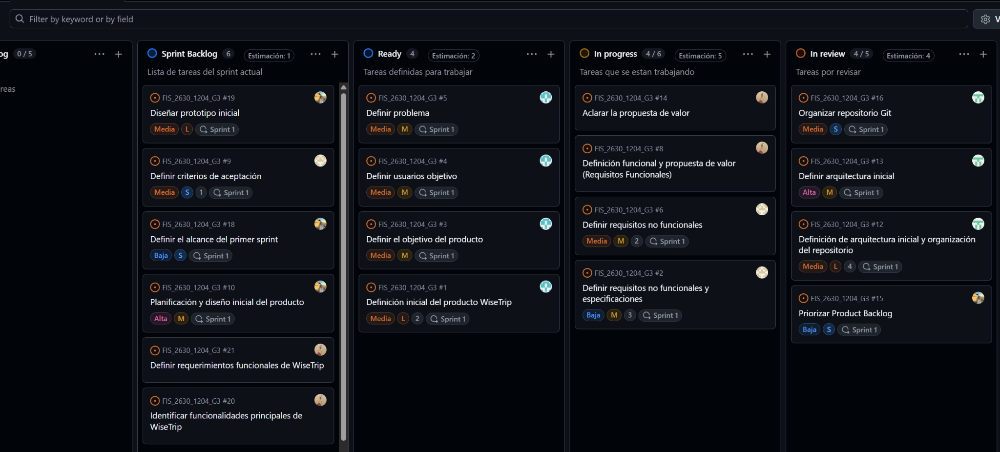 Filter by keyword or by field
V
og 0 / 5
reas
Sprint Backlog 6 Estimación: 1
Lista de tareas del sprint actual
FIS_2630_1204_G3 #19
Diseñar prototipo inicial
Media L Sprint 1
FIS_2630_1204_G3 #9
Definir criterios de aceptación
Media S 1 Sprint 1
FIS_2630_1204_G3 #18
Definir el alcance del primer sprint
Baja S Sprint 1
FIS_2630_1204_G3 #10
Planificación y diseño inicial del producto
Alta M Sprint 1
FIS_2630_1204_G3 #21
Definir requerimientos funcionales de WiseTrip
FIS_2630_1204_G3 #20
Identificar funcionalidades principales de
WiseTrip
Ready 4 Estimación: 2
Tareas definidas para trabajar
FIS_2630_1204_G3 #5
Definir problema
Media M Sprint 1
FIS_2630_1204_G3 #4
Definir usuarios objetivo
Media M Sprint 1
FIS_2630_1204_G3 #3
Definir el objetivo del producto
Media M Sprint 1
FIS_2630_1204_G3 #1
Definición inicial del producto WiseTrip
Media L 2 Sprint 1
In progress 4 / 6 Estimación: 5
Tareas que se estan trabajando
FIS_2630_1204_G3 #14
Aclarar la propuesta de valor
FIS_2630_1204_G3 #8
Definición funcional y propuesta de valor
(Requisitos Funcionales)
FIS_2630_1204_G3 #6
Definir requisitos no funcionales
Media M 2 Sprint 1
FIS_2630_1204_G3 #2
Definir requisitos no funcionales y
especificaciones
Baja M 3 Sprint 1
In review 4 / 5 Estimación: 4
Tareas por revisar
FIS_2630_1204_G3 #16
Organizar repositorio Git
Media S Sprint 1
FIS_2630_1204_G3 #13
Definir arquitectura inicial
Alta M Sprint 1
FIS_2630_1204_G3 #12
Definición de arquitectura inicial y organización
del repositorio
Media L 4 Sprint 1
FIS_2630_1204_G3 #15
Priorizar Product Backlog
Baja S Sprint 1